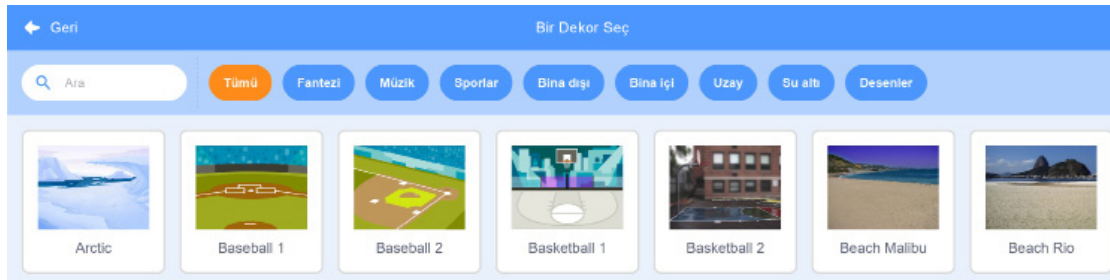 Geri
Bir Dekor Seç
Ara
Tümü Fantezi Müzik Sporlar Bina dışı Bina içi Uzay Su altı Desenler
Arctic Baseball 1 Baseball 2 Basketball 1 Basketball 2 Beach Malibu Beach Rio